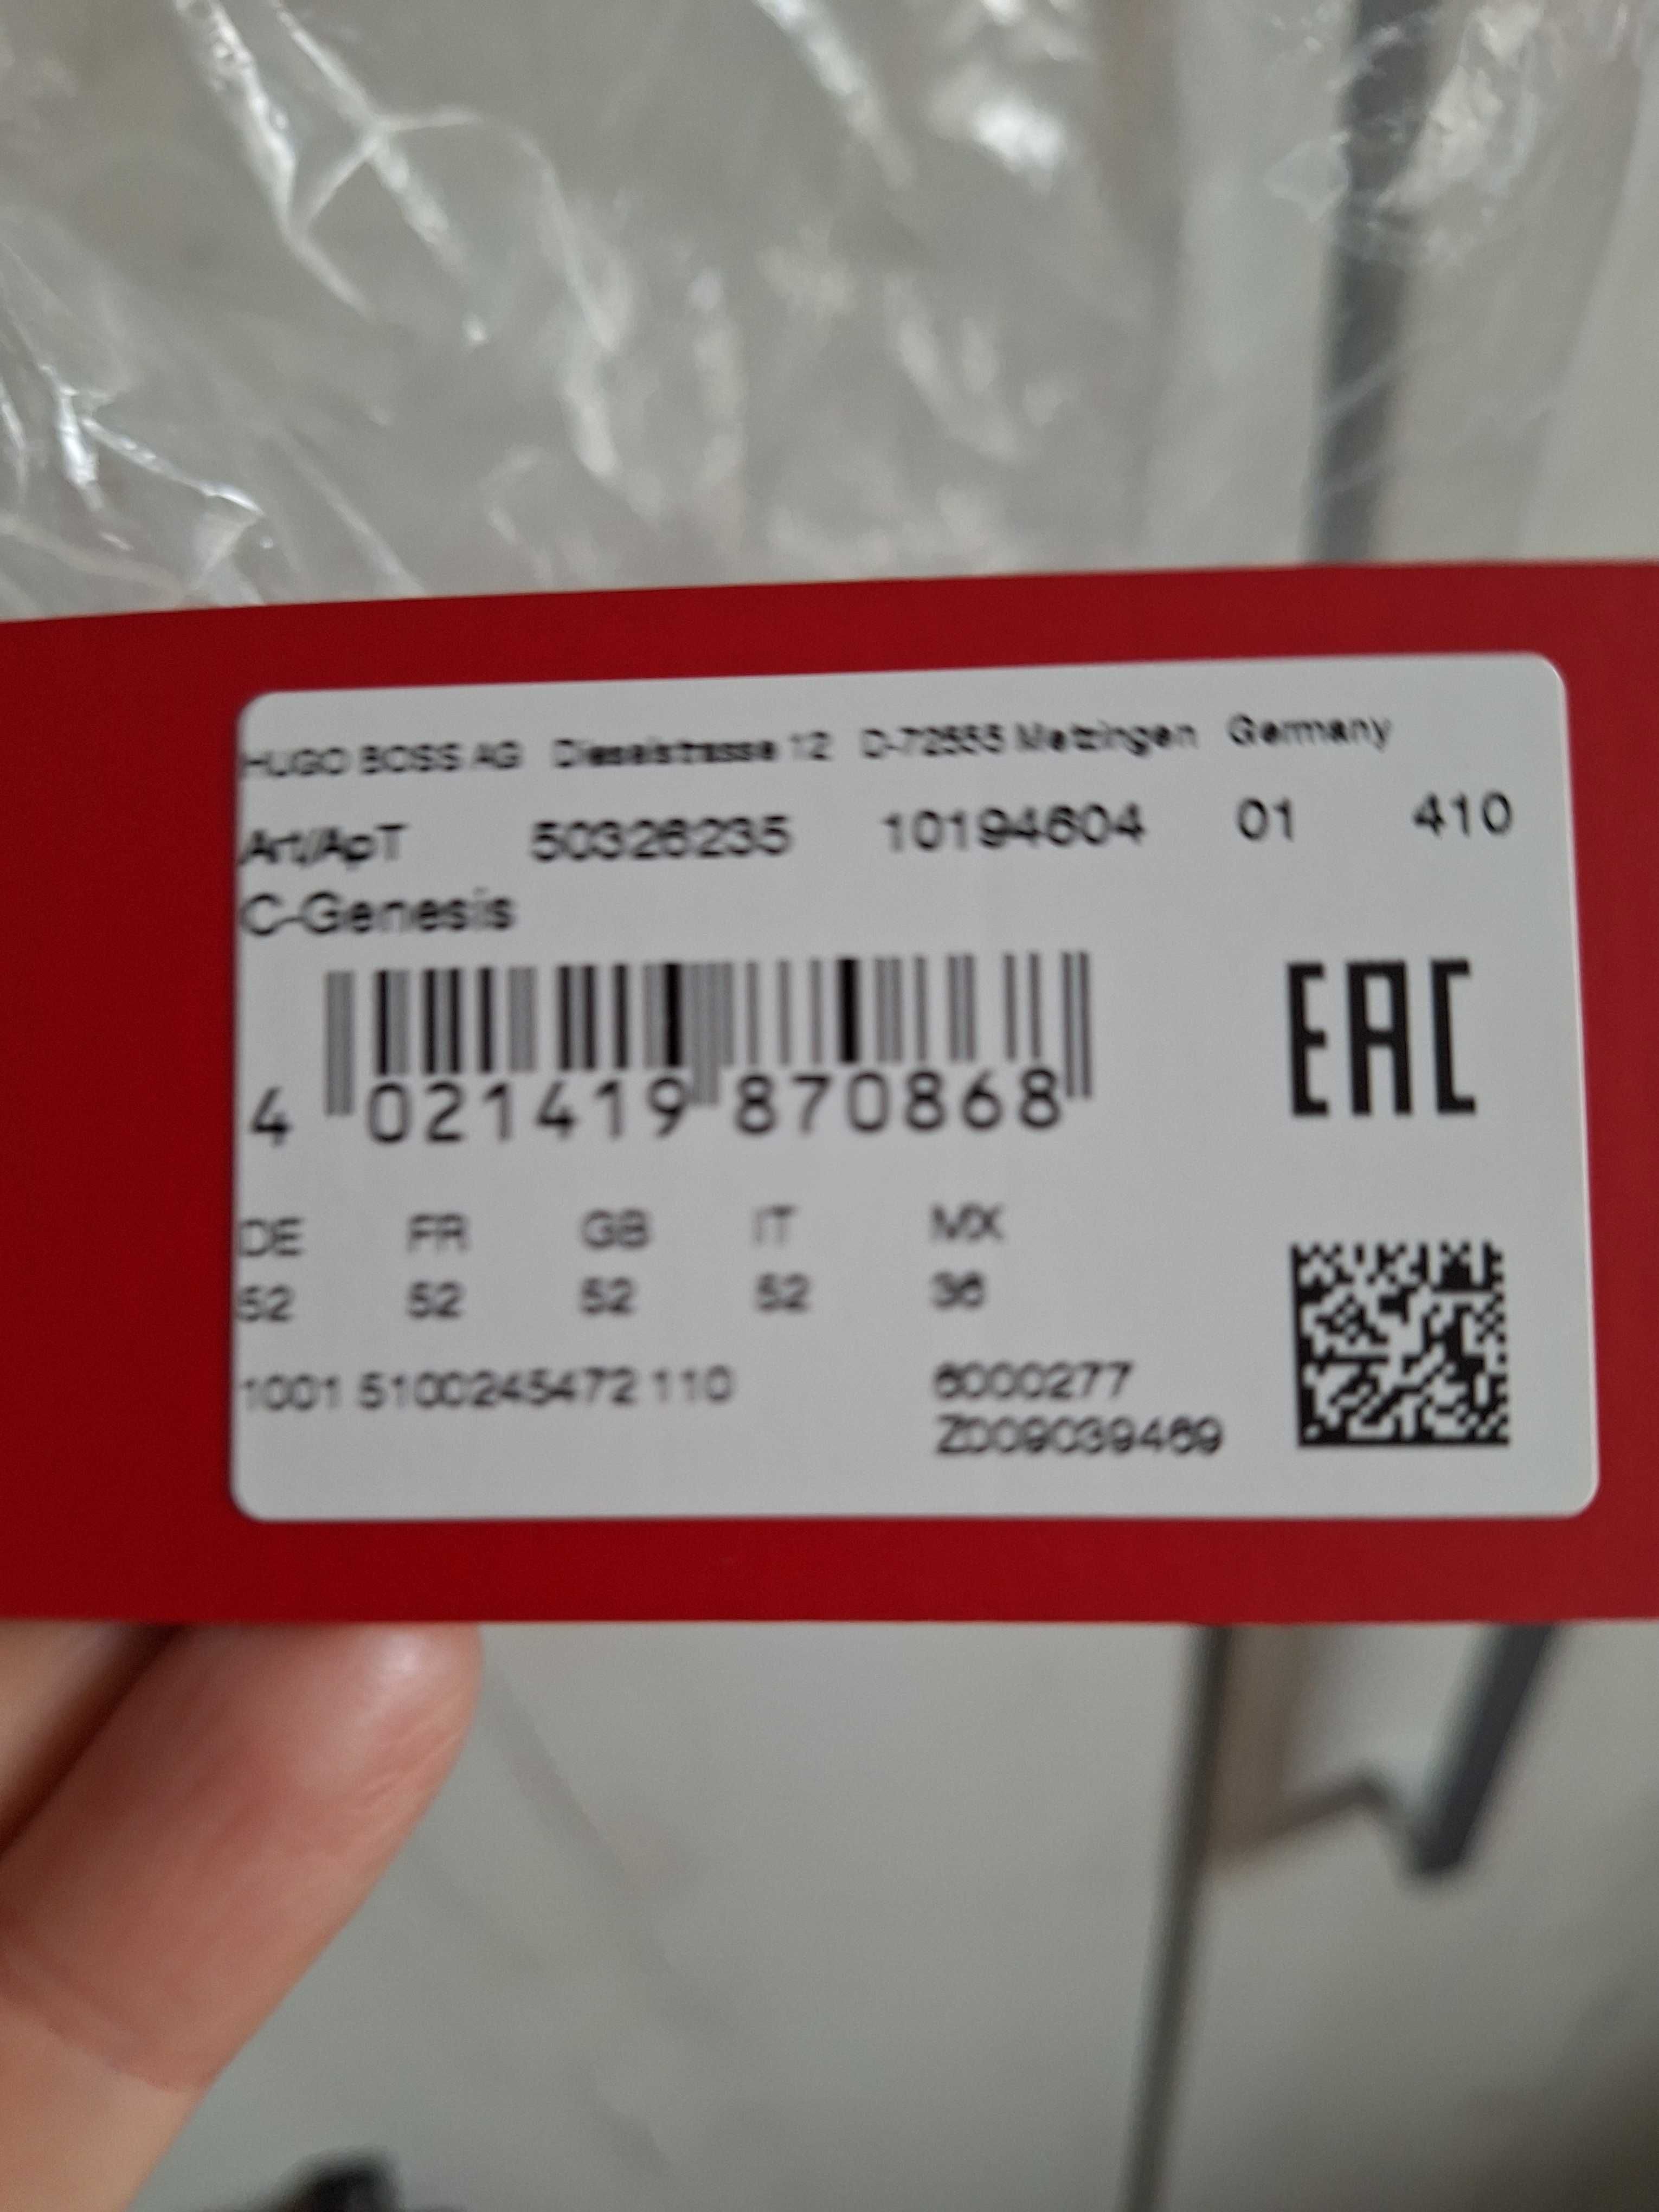 HUGO BOSS AG Dieselstrasse 12 D-72555 Metzingen Germany
Art/ApT 50326235 10194604 01 410
C-Genesis
4 021419 870868
EAC
DE FR GB IT MX
52 52 52 52 36
1001 5100245472 110 6000277
Z009039469